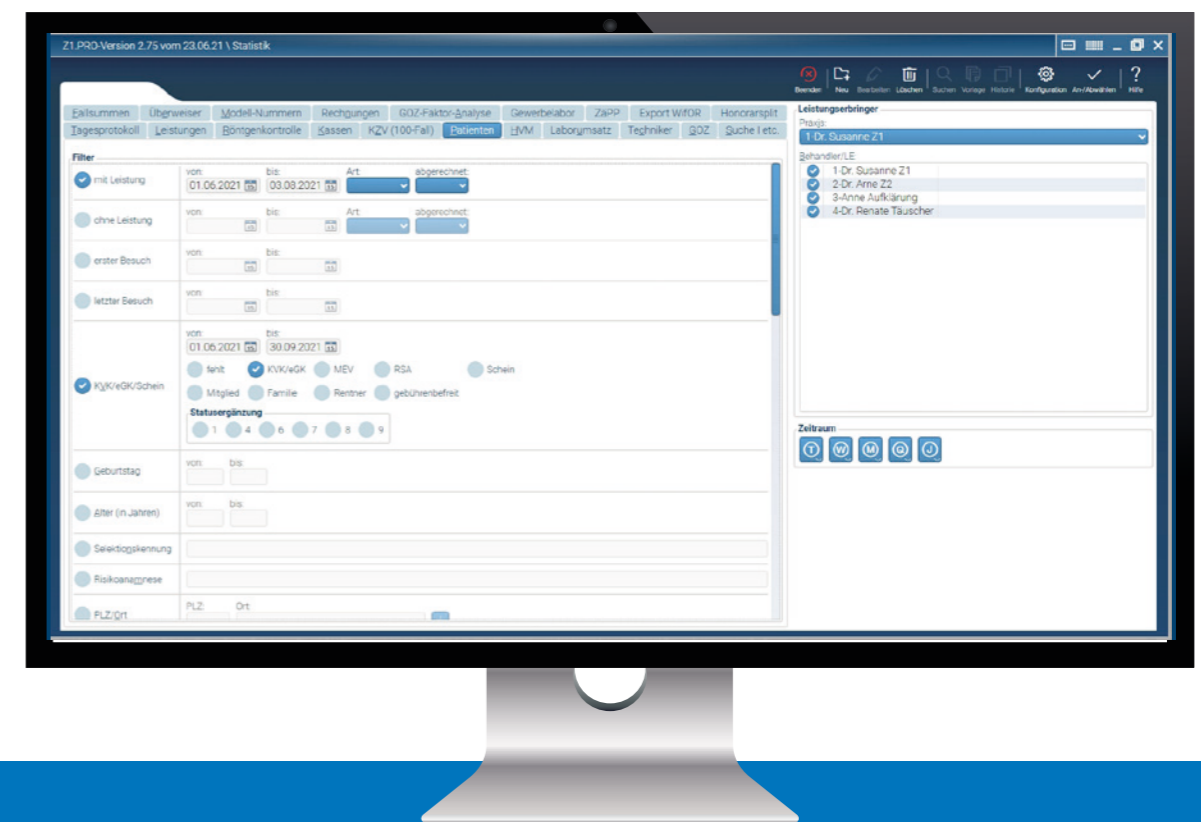 Z1.PRO-Version 2.75 vom 23.06.21 \ Statistik
Beenden Neu Bearbeiten Löschen Suchen Vorlage Historie Konfiguration An-/Abwählen Hilfe
Fallsummen Überweiser Modell-Nummern Rechnungen GOZ-Faktor-Analyse Gewerbelabor ZäPP Export WifOR Honorarsplit
Tagesprotokoll Leistungen Röntgenkontrolle Kassen KZV (100-Fall) Patienten HVM Laborumsatz Techniker GOZ Suche I etc.
Filter
mit Leistung
von: bis: Art: abgerechnet:
01.06.2021 03.08.2021
ohne Leistung
von: bis: Art: abgerechnet:
erster Besuch
von: bis:
letzter Besuch
von: bis:
KVK/eGK/Schein
von: bis:
01.06.2021 30.09.2021
fehlt KVK/eGK MEV RSA Schein
Mitglied Familie Rentner gebührenbefreit
Statusergänzung
1 4 6 7 8 9
Geburtstag
von: bis:
Alter (in Jahren)
von: bis:
Selektionskennung
Risikoanamnese
PLZ/Ort
PLZ: Ort:
Leistungserbringer
Praxis:
1-Dr. Susanne Z1
Behandler/LE:
1-Dr. Susanne Z1
2-Dr. Arne Z2
3-Anne Aufklärung
4-Dr. Renate Täuscher
Zeitraum
T W M Q J